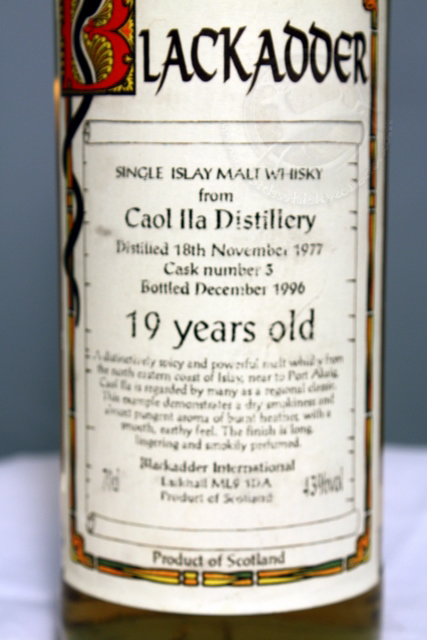 BLACKADDER
SINGLE ISLAY MALT WHISKY
from
Caol Ila Distillery
Distilled 18th November 1977
Cask number 3
Bottled December 1996
19 years old
A distinctively spicy and powerful malt whisky from
the north eastern coast of Islay, near to Port Askaig.
Caol Ila is regarded by many as a regional classic.
This example demonstrates a dry smokiness and
almost pungent aroma of burnt heather, with a
smooth, earthy feel. The finish is long,
lingering and smokily perfumed.
Blackadder International
70cl Larkhall ML9 1DA 43%vol
Product of Scotland
Product of Scotland